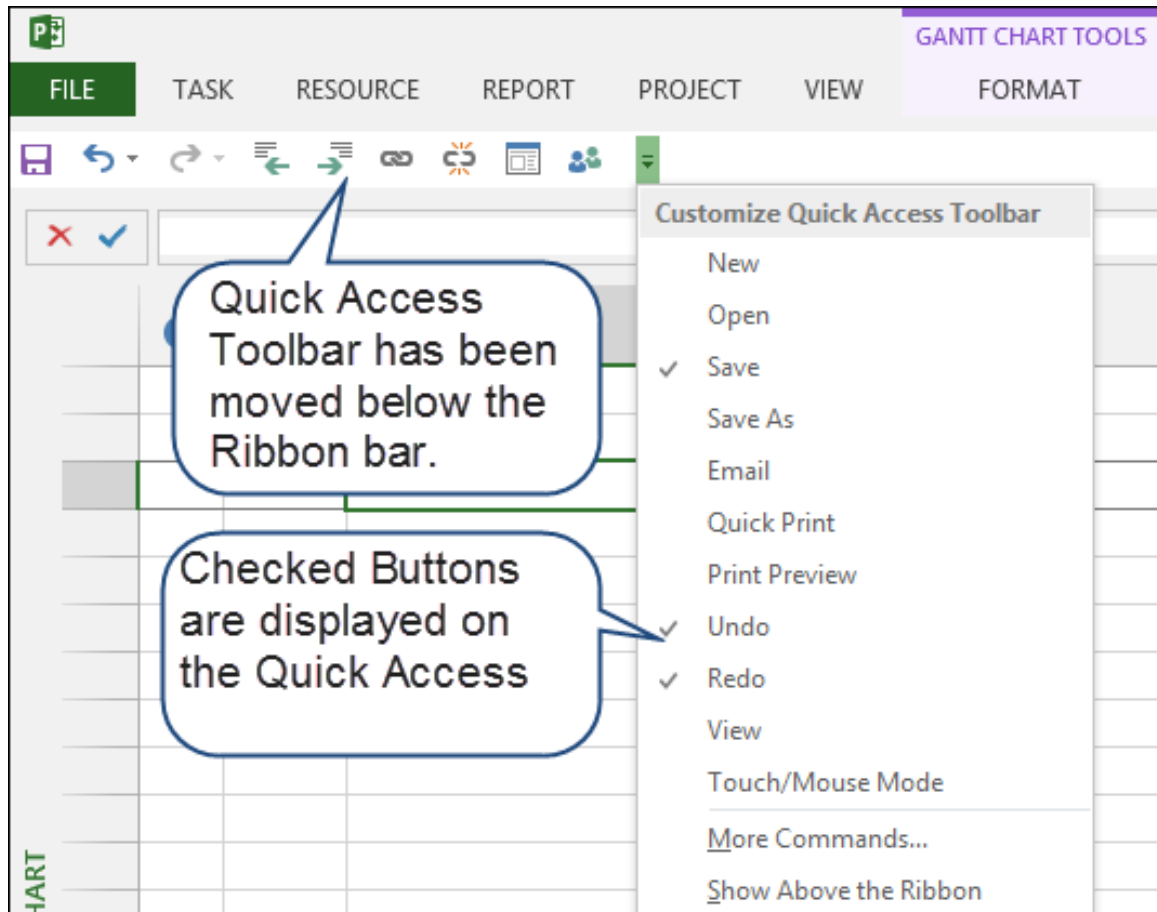 GANTT CHART TOOLS
FILE TASK RESOURCE REPORT PROJECT VIEW FORMAT
Customize Quick Access Toolbar
New
Open
Save
Save As
Email
Quick Print
Print Preview
Undo
Redo
View
Touch/Mouse Mode
More Commands...
Show Above the Ribbon
Quick Access
Toolbar has been
moved below the
Ribbon bar.
Checked Buttons
are displayed on
the Quick Access
HART